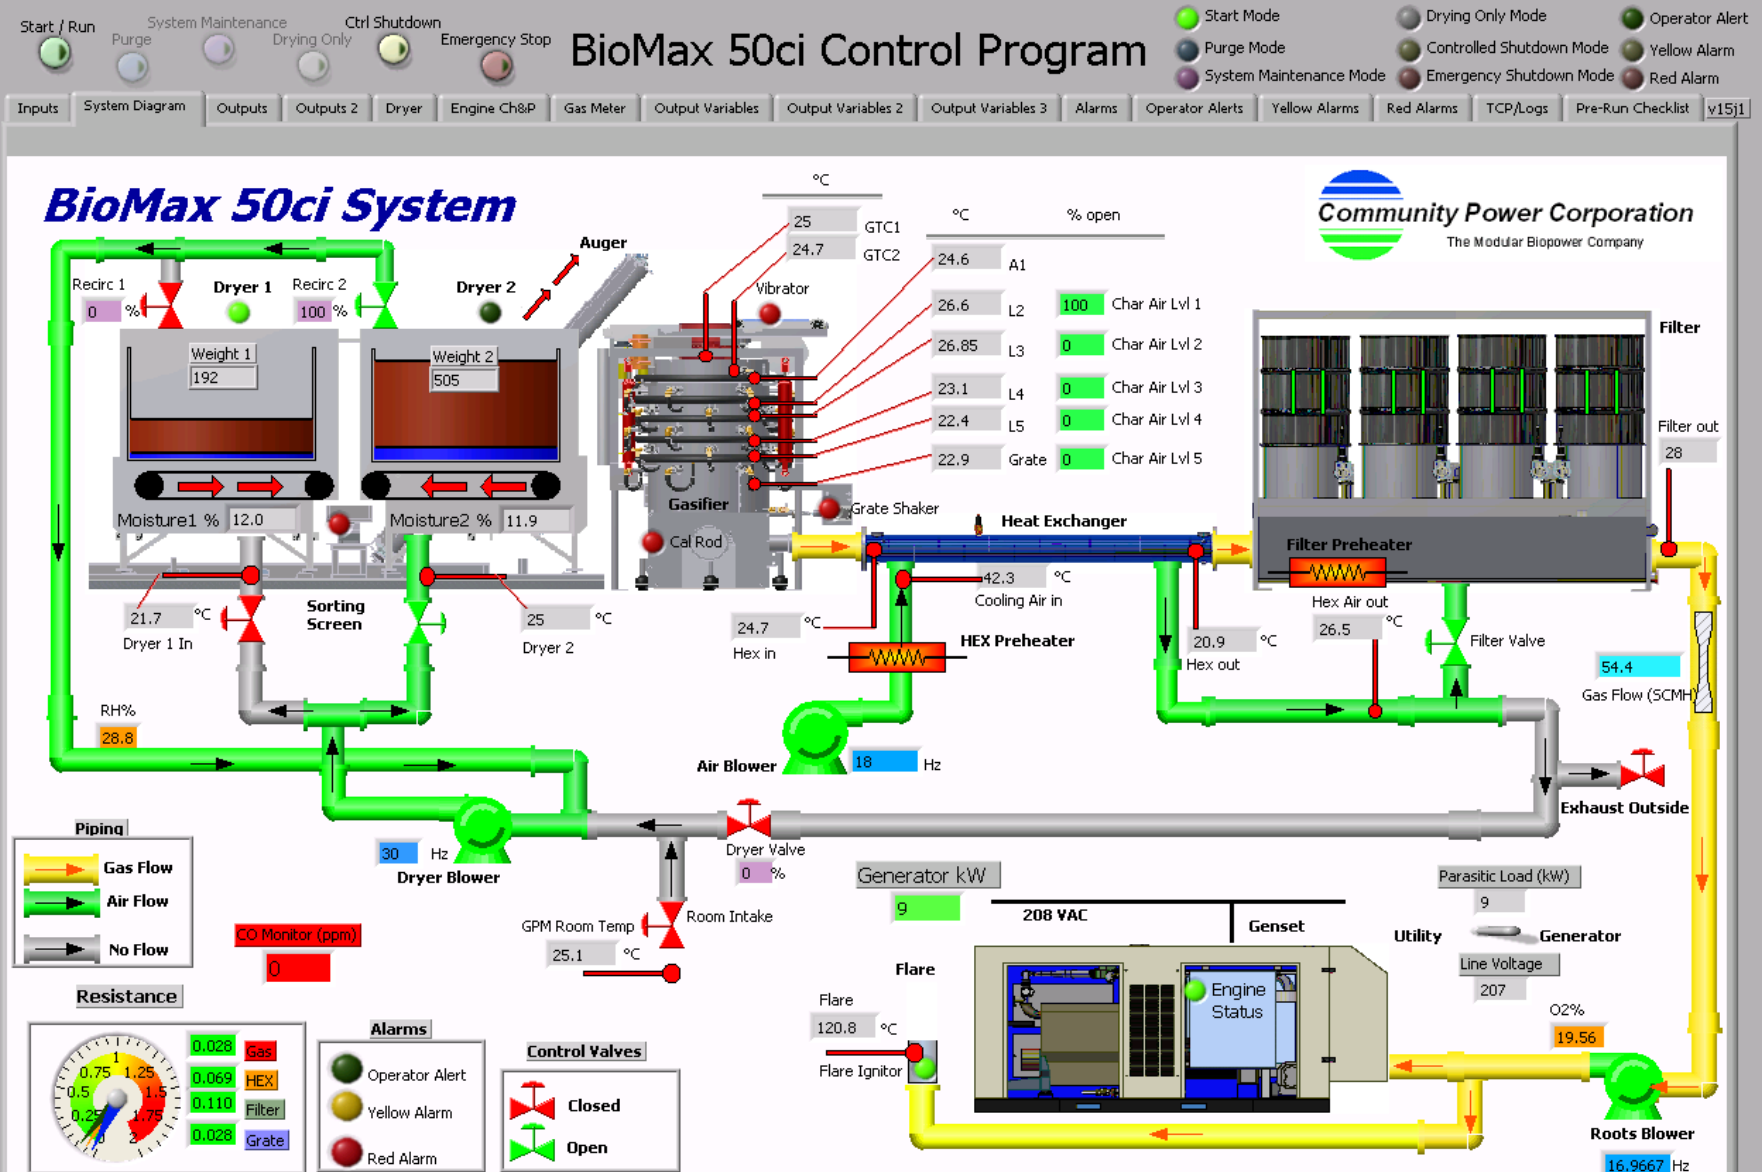 Start / Run
Purge
System Maintenance
Drying Only
Ctrl Shutdown
Emergency Stop
BioMax 50ci Control Program
Start Mode
Purge Mode
System Maintenance Mode
Drying Only Mode
Controlled Shutdown Mode
Emergency Shutdown Mode
Operator Alert
Yellow Alarm
Red Alarm
Inputs
System Diagram
Outputs
Outputs 2
Dryer
Engine Ch&P
Gas Meter
Output Variables
Output Variables 2
Output Variables 3
Alarms
Operator Alerts
Yellow Alarms
Red Alarms
TCP/Logs
Pre-Run Checklist
v15j1
BioMax 50ci System
Community Power Corporation
The Modular Biopower Company
°C
25 GTC1
24.7 GTC2
°C % open
24.6 A1
26.6 L2 100 Char Air Lvl 1
26.85 L3 0 Char Air Lvl 2
23.1 L4 0 Char Air Lvl 3
22.4 L5 0 Char Air Lvl 4
22.9 Grate 0 Char Air Lvl 5
Auger
Recirc 1
0 %
Dryer 1
Recirc 2
100 %
Dryer 2
Vibrator
Weight 1
192
Weight 2
505
Moisture1 % 12.0
Moisture2 % 11.9
Gasifier
Cal Rod
Grate Shaker
Heat Exchanger
Filter
Filter out
28
Filter Preheater
21.7 °C
Dryer 1 In
Sorting
Screen
25 °C
Dryer 2
42.3 °C
Cooling Air in
24.7 °C
Hex in
HEX Preheater
20.9 °C
Hex out
Hex Air out
26.5 °C
Filter Valve
54.4
Gas Flow (SCMH)
RH%
28.8
Air Blower
18 Hz
Exhaust Outside
30 Hz
Dryer Blower
Dryer Valve
0 %
GPM Room Temp
25.1 °C
Room Intake
Piping
Gas Flow
Air Flow
No Flow
CO Monitor (ppm)
0
Generator kW
9
208 VAC
Genset
Parasitic Load (kW)
9
Utility
Generator
Line Voltage
207
Engine
Status
Flare
Flare
120.8 °C
Flare Ignitor
O2%
19.56
Roots Blower
16.9667 Hz
Resistance
0
0.25
0.5
0.75
1
1.25
1.5
1.75
2
0.028 Gas
0.069 HEX
0.110 Filter
0.028 Grate
Alarms
Operator Alert
Yellow Alarm
Red Alarm
Control Valves
Closed
Open